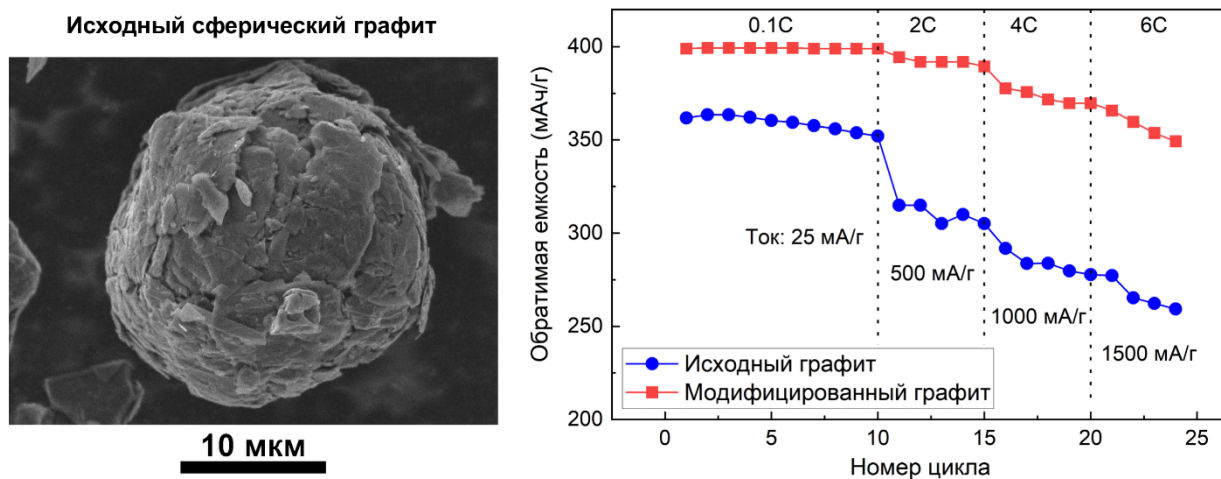 Исходный сферический графит
10 мкм
Обратимая емкость (мАч/г)
400
350
300
250
200
0.1C
2C
4C
6C
Ток: 25 мА/г
500 мА/г
1000 мА/г
1500 мА/г
Исходный графит
Модифицированный графит
0
5
10
15
20
25
Номер цикла